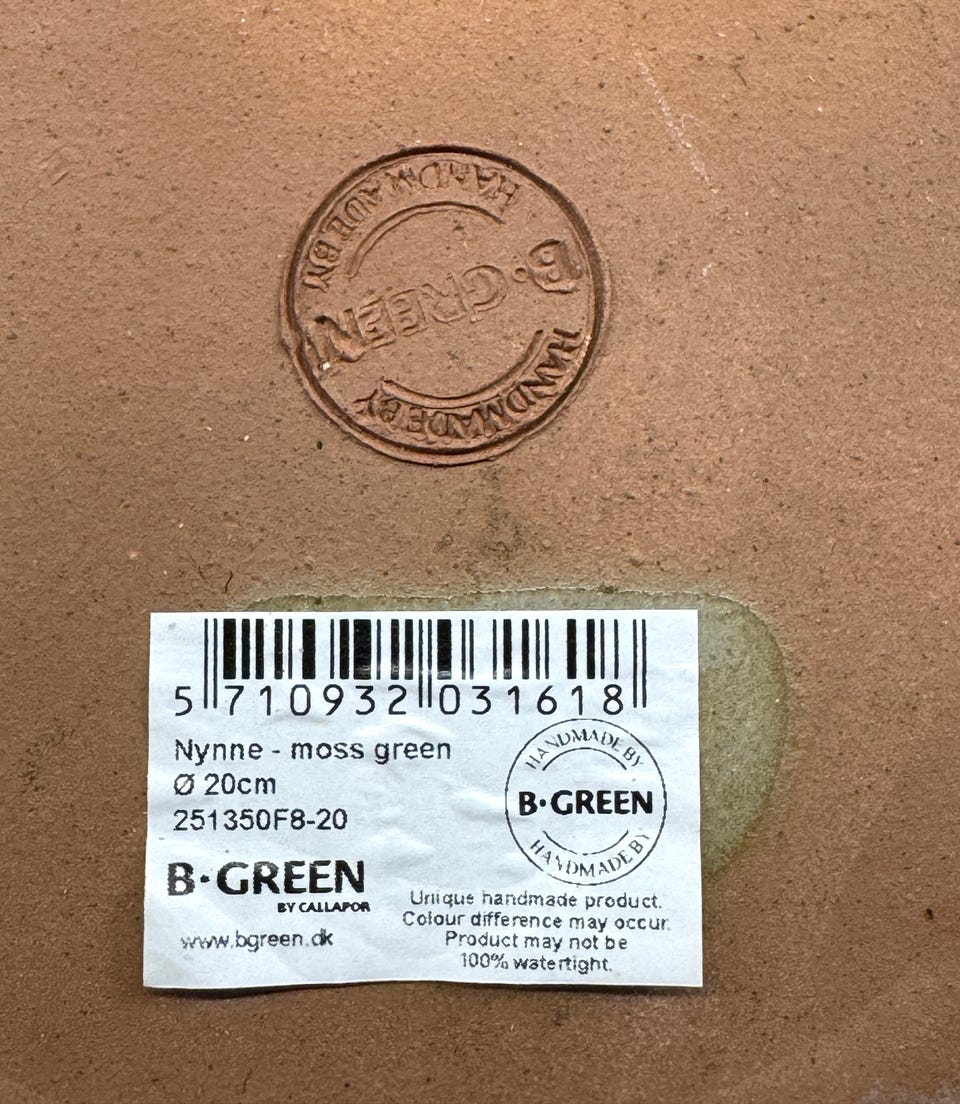 HANDMADE BY
B·GREEN
HANDMADE BY
5 710932 031618
Nynne - moss green
Ø 20cm
251350F8-20
HANDMADE BY
B·GREEN
HANDMADE BY
B·GREEN
BY CALLAPOR
www.bgreen.dk
Unique handmade product.
Colour difference may occur.
Product may not be
100% watertight.